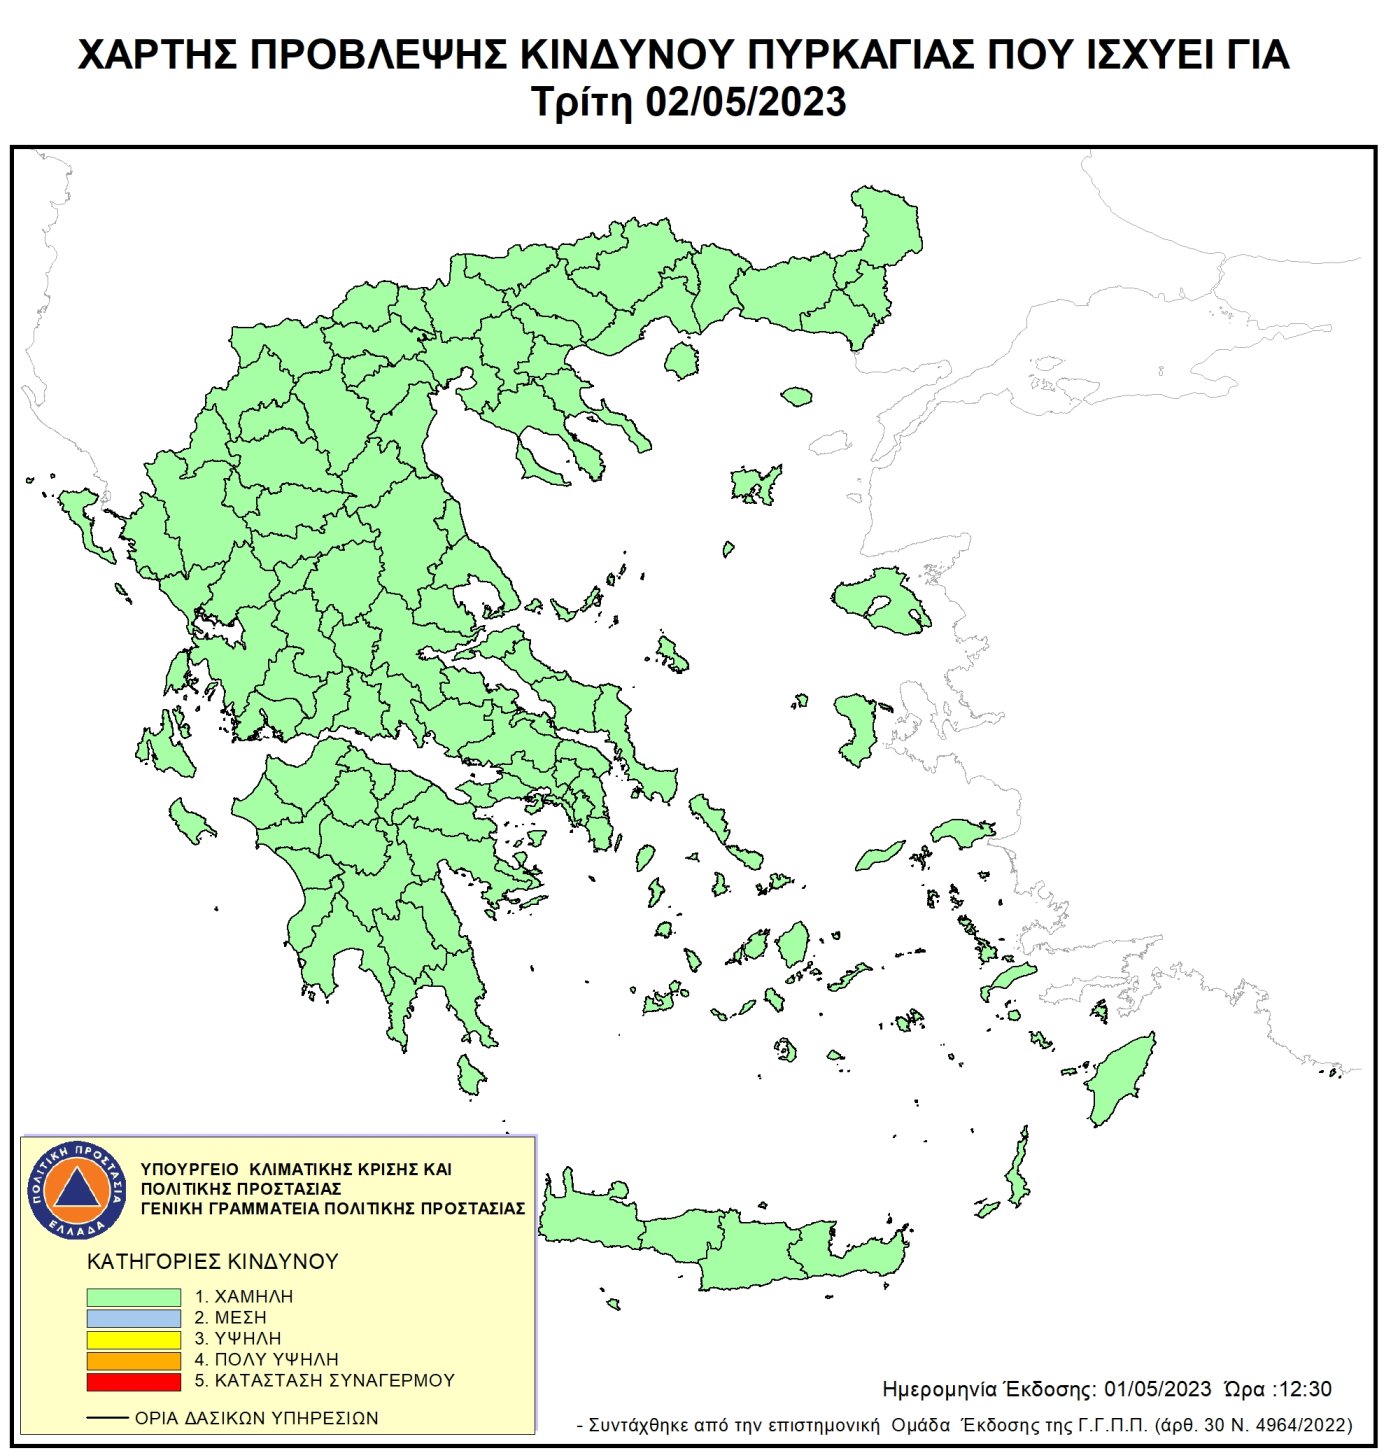 ΧΑΡΤΗΣ ΠΡΟΒΛΕΨΗΣ ΚΙΝΔΥΝΟΥ ΠΥΡΚΑΓΙΑΣ ΠΟΥ ΙΣΧΥΕΙ ΓΙΑ
Τρίτη 02/05/2023
ΠΟΛΙΤΙΚΗ ΠΡΟΣΤΑΣΙΑ
ΕΛΛΑΔΑ
ΥΠΟΥΡΓΕΙΟ ΚΛΙΜΑΤΙΚΗΣ ΚΡΙΣΗΣ ΚΑΙ
ΠΟΛΙΤΙΚΗΣ ΠΡΟΣΤΑΣΙΑΣ
ΓΕΝΙΚΗ ΓΡΑΜΜΑΤΕΙΑ ΠΟΛΙΤΙΚΗΣ ΠΡΟΣΤΑΣΙΑΣ
ΚΑΤΗΓΟΡΙΕΣ ΚΙΝΔΥΝΟΥ
1. ΧΑΜΗΛΗ
2. ΜΕΣΗ
3. ΥΨΗΛΗ
4. ΠΟΛΥ ΥΨΗΛΗ
5. ΚΑΤΑΣΤΑΣΗ ΣΥΝΑΓΕΡΜΟΥ
ΟΡΙΑ ΔΑΣΙΚΩΝ ΥΠΗΡΕΣΙΩΝ
Ημερομηνία Έκδοσης: 01/05/2023 Ώρα :12:30
- Συντάχθηκε από την επιστημονική Ομάδα Έκδοσης της Γ.Γ.Π.Π. (άρθ. 30 Ν. 4964/2022)